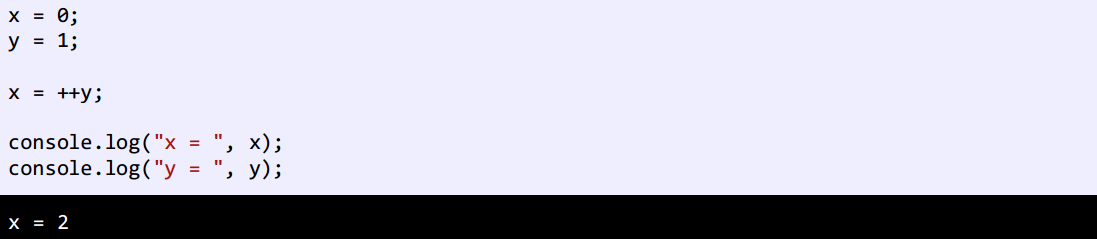 x = 0;
y = 1;
x = ++y;
console.log("x = ", x);
console.log("y = ", y);
x = 2